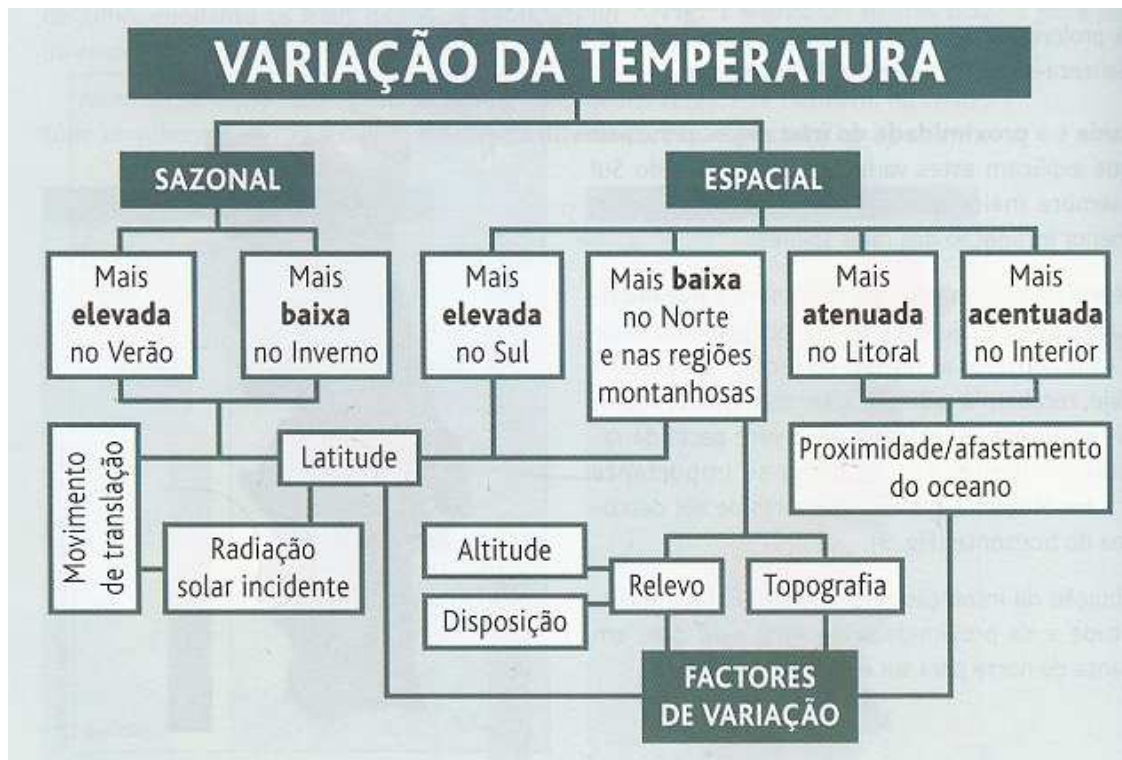 VARIAÇÃO DA TEMPERATURA
SAZONAL
ESPACIAL
Mais
elevada
no Verão
Mais
baixa
no Inverno
Mais
elevada
no Sul
Mais baixa
no Norte
e nas regiões
montanhosas
Mais
atenuada
no Litoral
Mais
acentuada
no Interior
Movimento
de translação
Latitude
Proximidade/afastamento
do oceano
Radiação
solar incidente
Altitude
Disposição
Relevo
Topografia
FACTORES
DE VARIAÇÃO